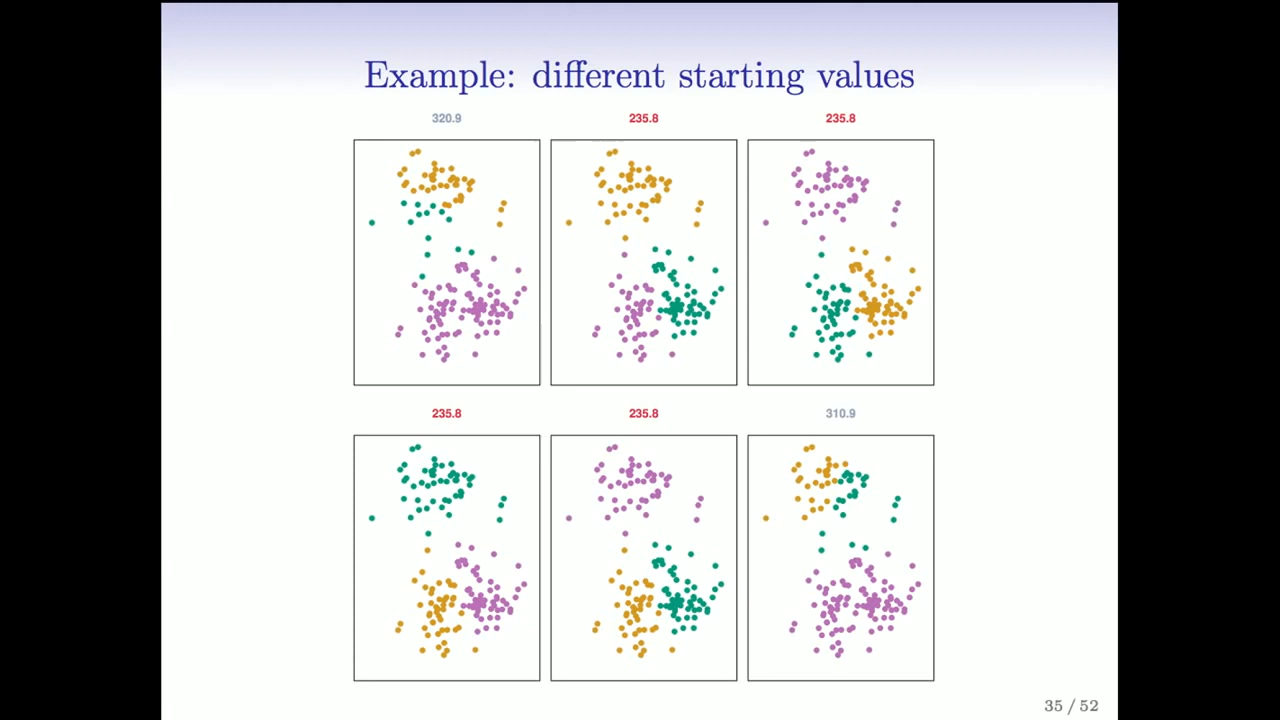 Example: different starting values
320.9 235.8 235.8
235.8 235.8 310.9
35 / 52